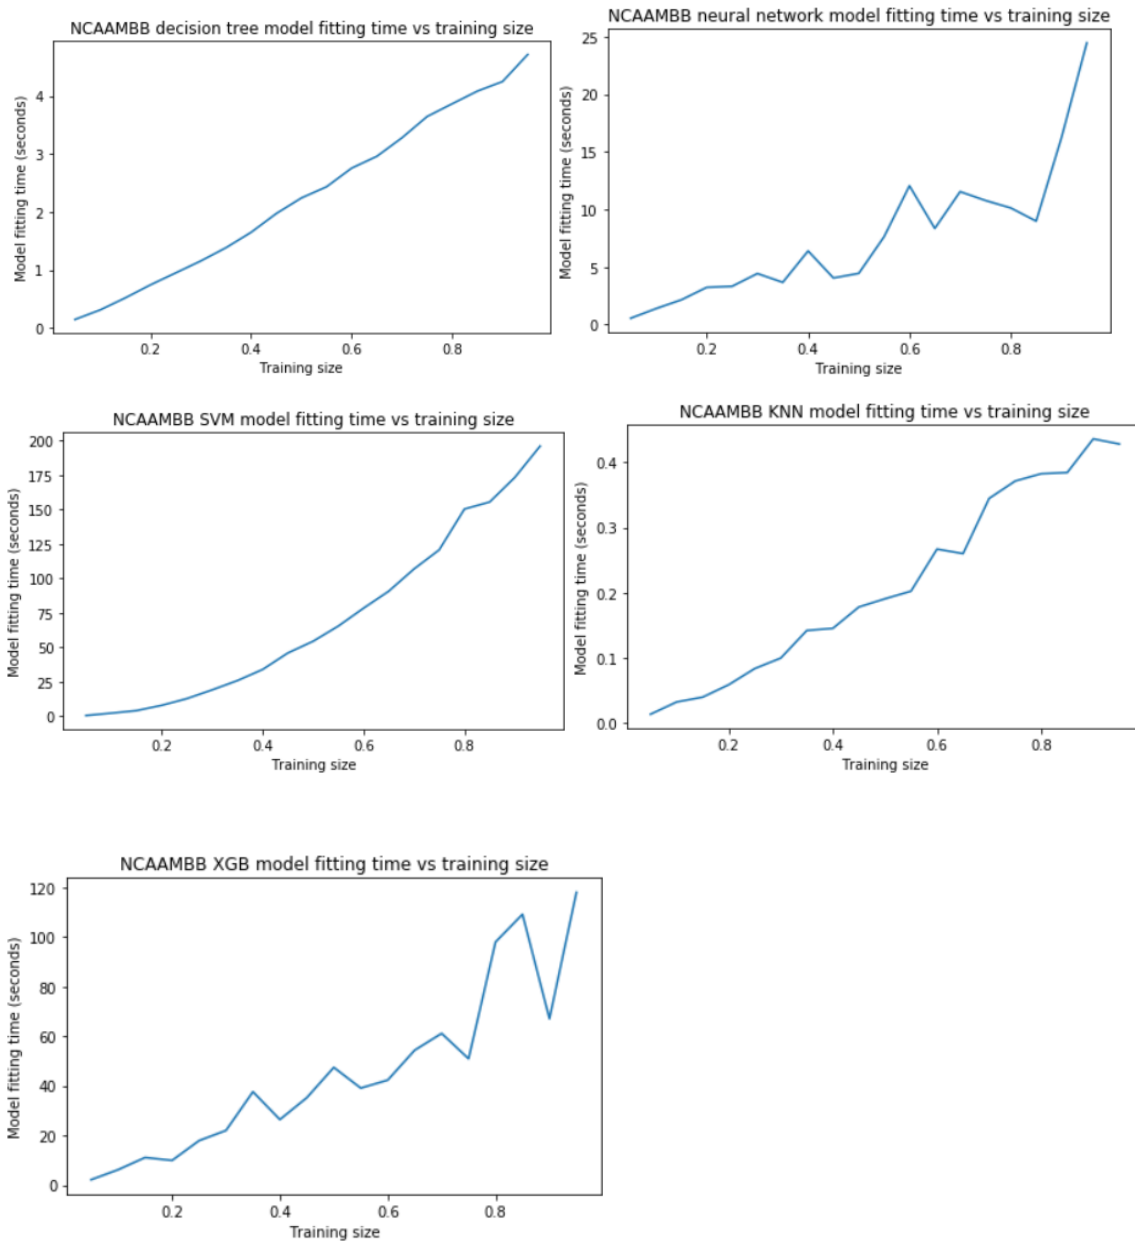 NCAAMBB decision tree model fitting time vs training size
Model fitting time (seconds)
4
3
2
1
0
0.2 0.4 0.6 0.8
Training size
NCAAMBB neural network model fitting time vs training size
Model fitting time (seconds)
25
20
15
10
5
0
0.2 0.4 0.6 0.8
Training size
NCAAMBB SVM model fitting time vs training size
Model fitting time (seconds)
200
175
150
125
100
75
50
25
0
0.2 0.4 0.6 0.8
Training size
NCAAMBB KNN model fitting time vs training size
Model fitting time (seconds)
0.4
0.3
0.2
0.1
0.0
0.2 0.4 0.6 0.8
Training size
NCAAMBB XGB model fitting time vs training size
Model fitting time (seconds)
120
100
80
60
40
20
0
0.2 0.4 0.6 0.8
Training size